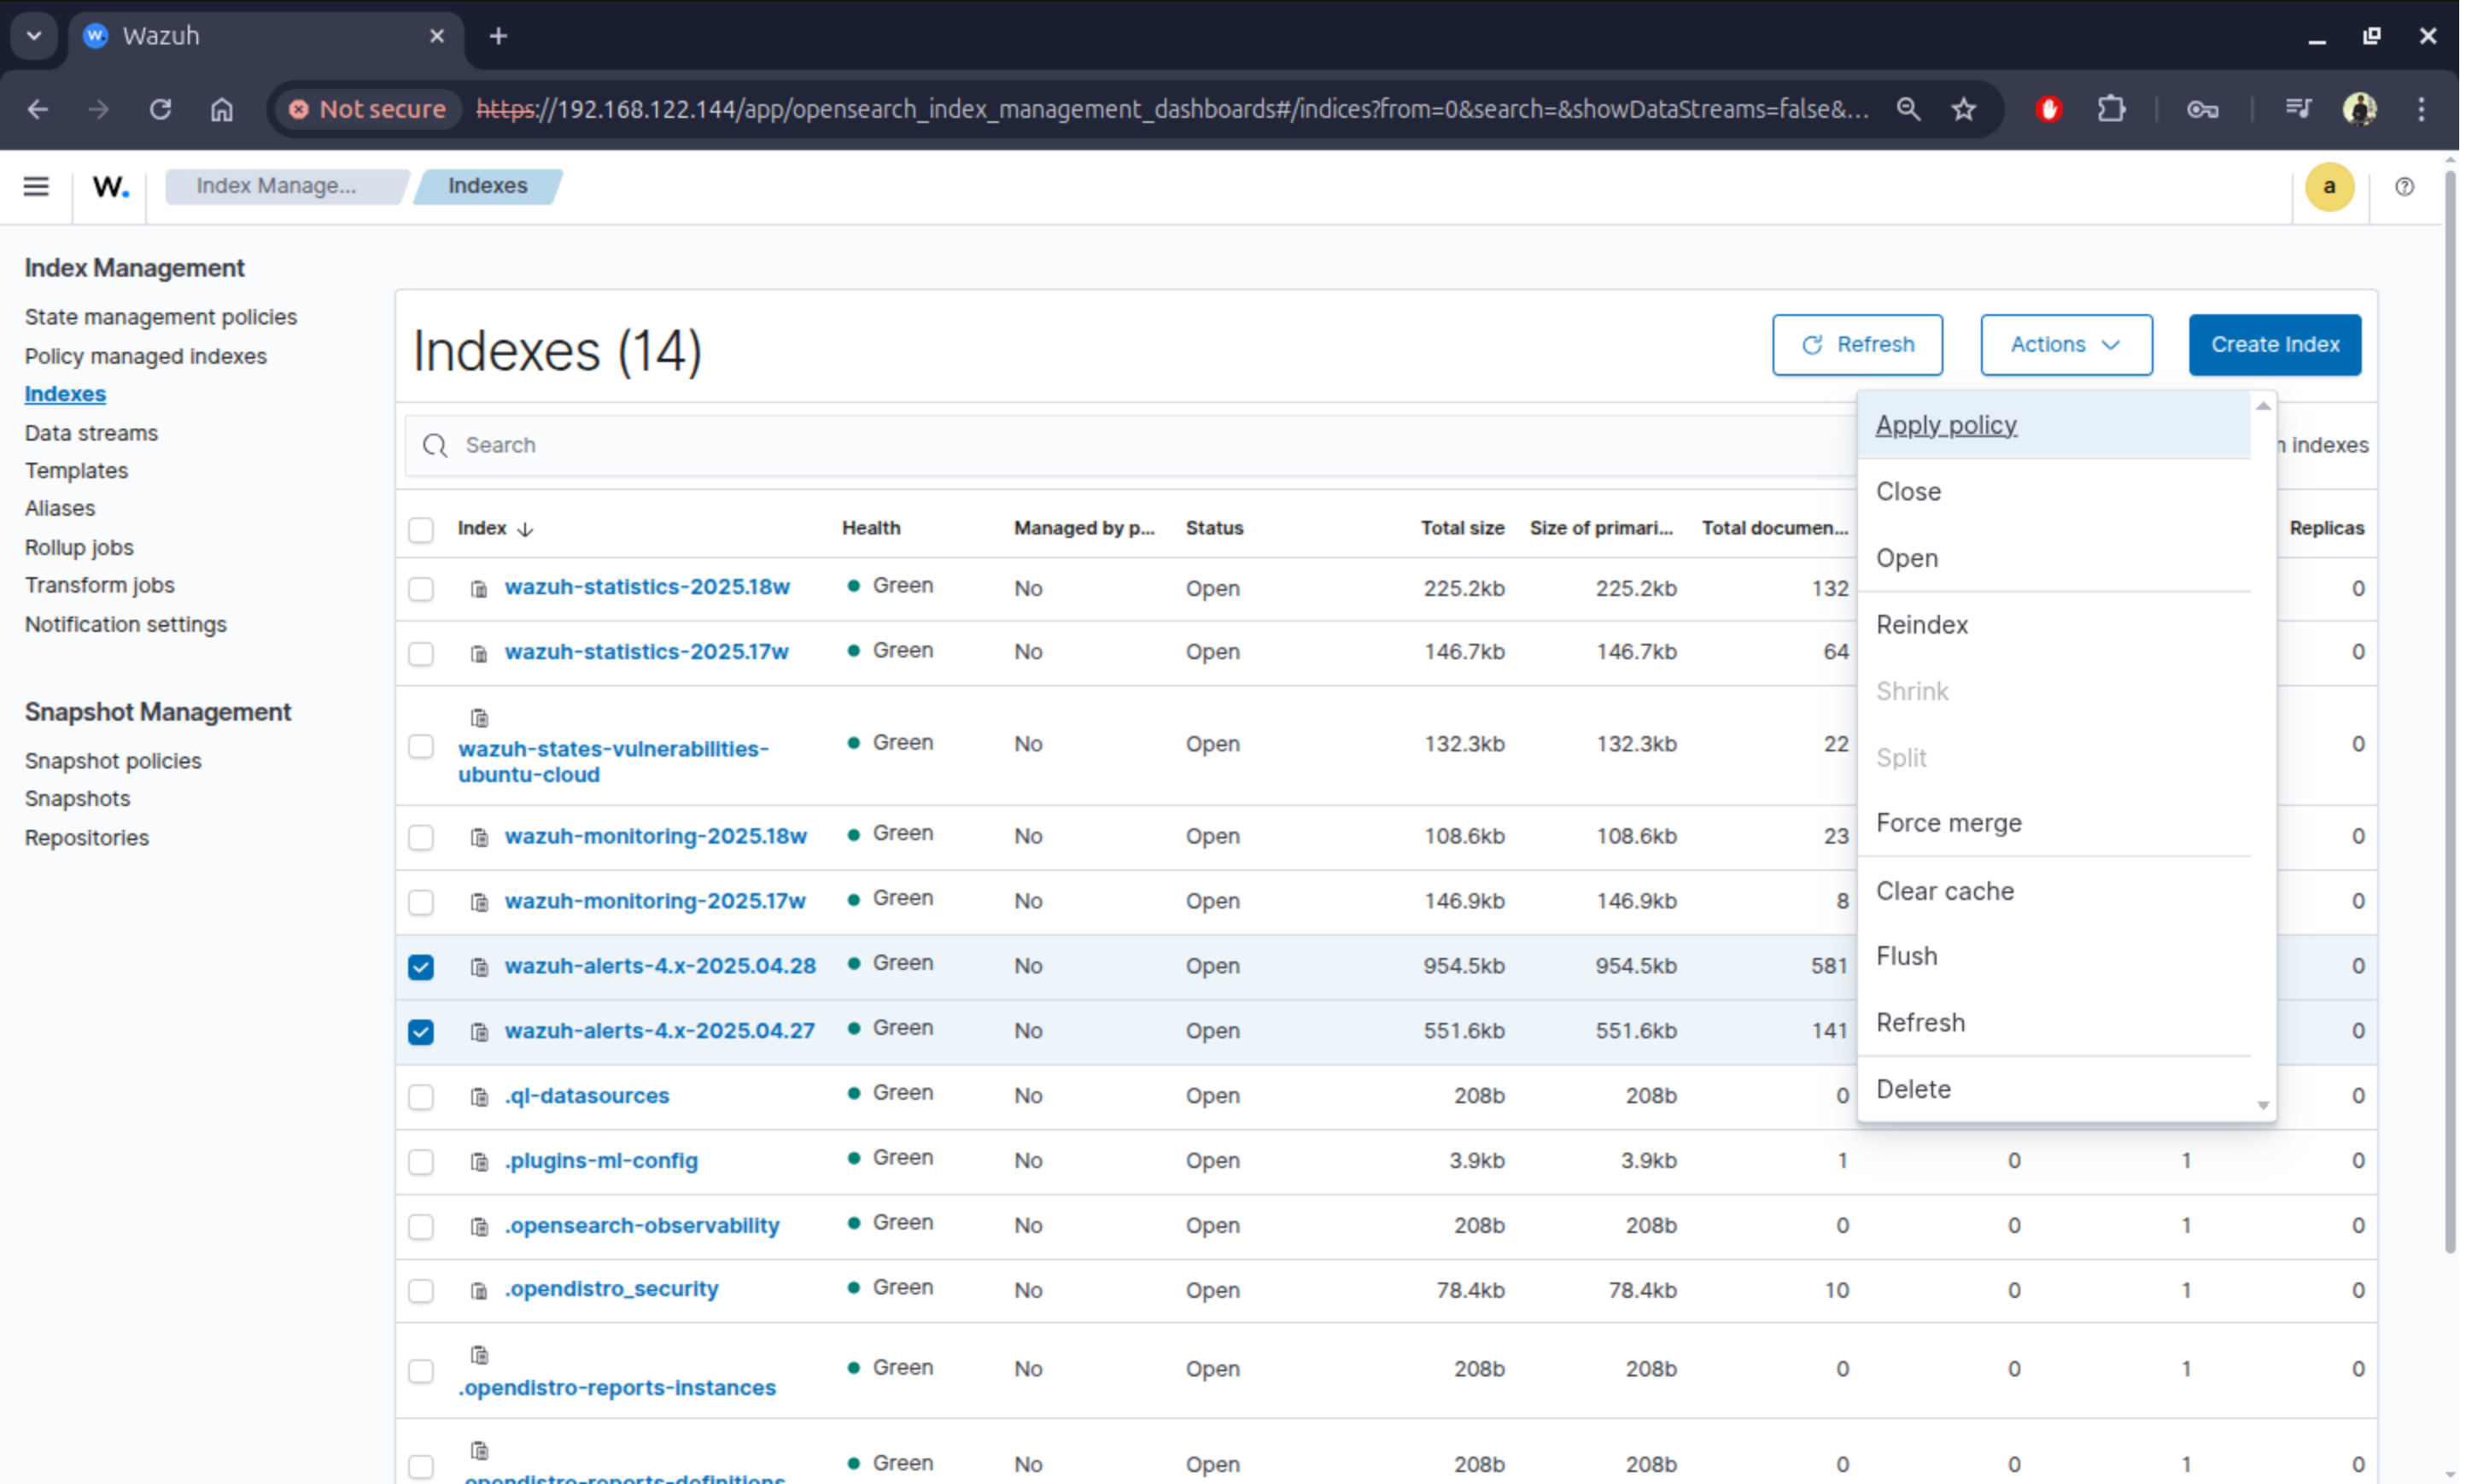 Wazuh
Not secure https://192.168.122.144/app/opensearch_index_management_dashboards#/indices?from=0&search=&showDataStreams=false&...
W. Index Manage... Indexes a
Index Management
State management policies
Policy managed indexes
Indexes
Data streams
Templates
Aliases
Rollup jobs
Transform jobs
Notification settings
Snapshot Management
Snapshot policies
Snapshots
Repositories
Indexes (14) Refresh Actions Create Index
Search indexes
Apply policy
Close
Open
Reindex
Shrink
Split
Force merge
Clear cache
Flush
Refresh
Delete
Index Health Managed by p... Status Total size Size of primari... Total documen... Replicas
wazuh-statistics-2025.18w Green No Open 225.2kb 225.2kb 132 0
wazuh-statistics-2025.17w Green No Open 146.7kb 146.7kb 64 0
wazuh-states-vulnerabilities-
ubuntu-cloud Green No Open 132.3kb 132.3kb 22 0
wazuh-monitoring-2025.18w Green No Open 108.6kb 108.6kb 23 0
wazuh-monitoring-2025.17w Green No Open 146.9kb 146.9kb 8 0
wazuh-alerts-4.x-2025.04.28 Green No Open 954.5kb 954.5kb 581 0
wazuh-alerts-4.x-2025.04.27 Green No Open 551.6kb 551.6kb 141 0
.ql-datasources Green No Open 208b 208b 0 0
.plugins-ml-config Green No Open 3.9kb 3.9kb 1 0 1 0
.opensearch-observability Green No Open 208b 208b 0 0 1 0
.opendistro_security Green No Open 78.4kb 78.4kb 10 0 1 0
.opendistro-reports-instances Green No Open 208b 208b 0 0 1 0
.opendistro-reports-definitions Green No Open 208b 208b 0 0 1 0